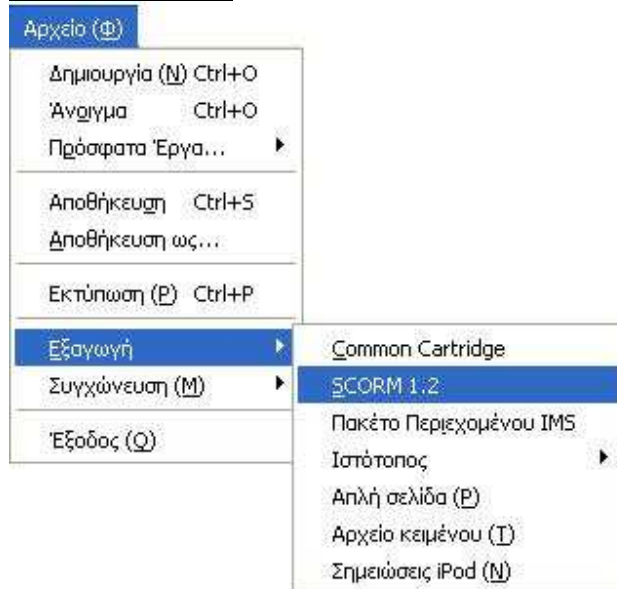 Αρχείο (Φ)
Δημιουργία (N) Ctrl+O
Άνοιγμα Ctrl+O
Πρόσφατα Έργα...
Αποθήκευση Ctrl+S
Αποθήκευση ως...
Εκτύπωση (P) Ctrl+P
Εξαγωγή
Συγχώνευση (M)
Έξοδος (Q)
Common Cartridge
SCORM 1.2
Πακέτο Περιεχομένου IMS
Ιστότοπος
Απλή σελίδα (P)
Αρχείο κειμένου (T)
Σημειώσεις iPod (N)